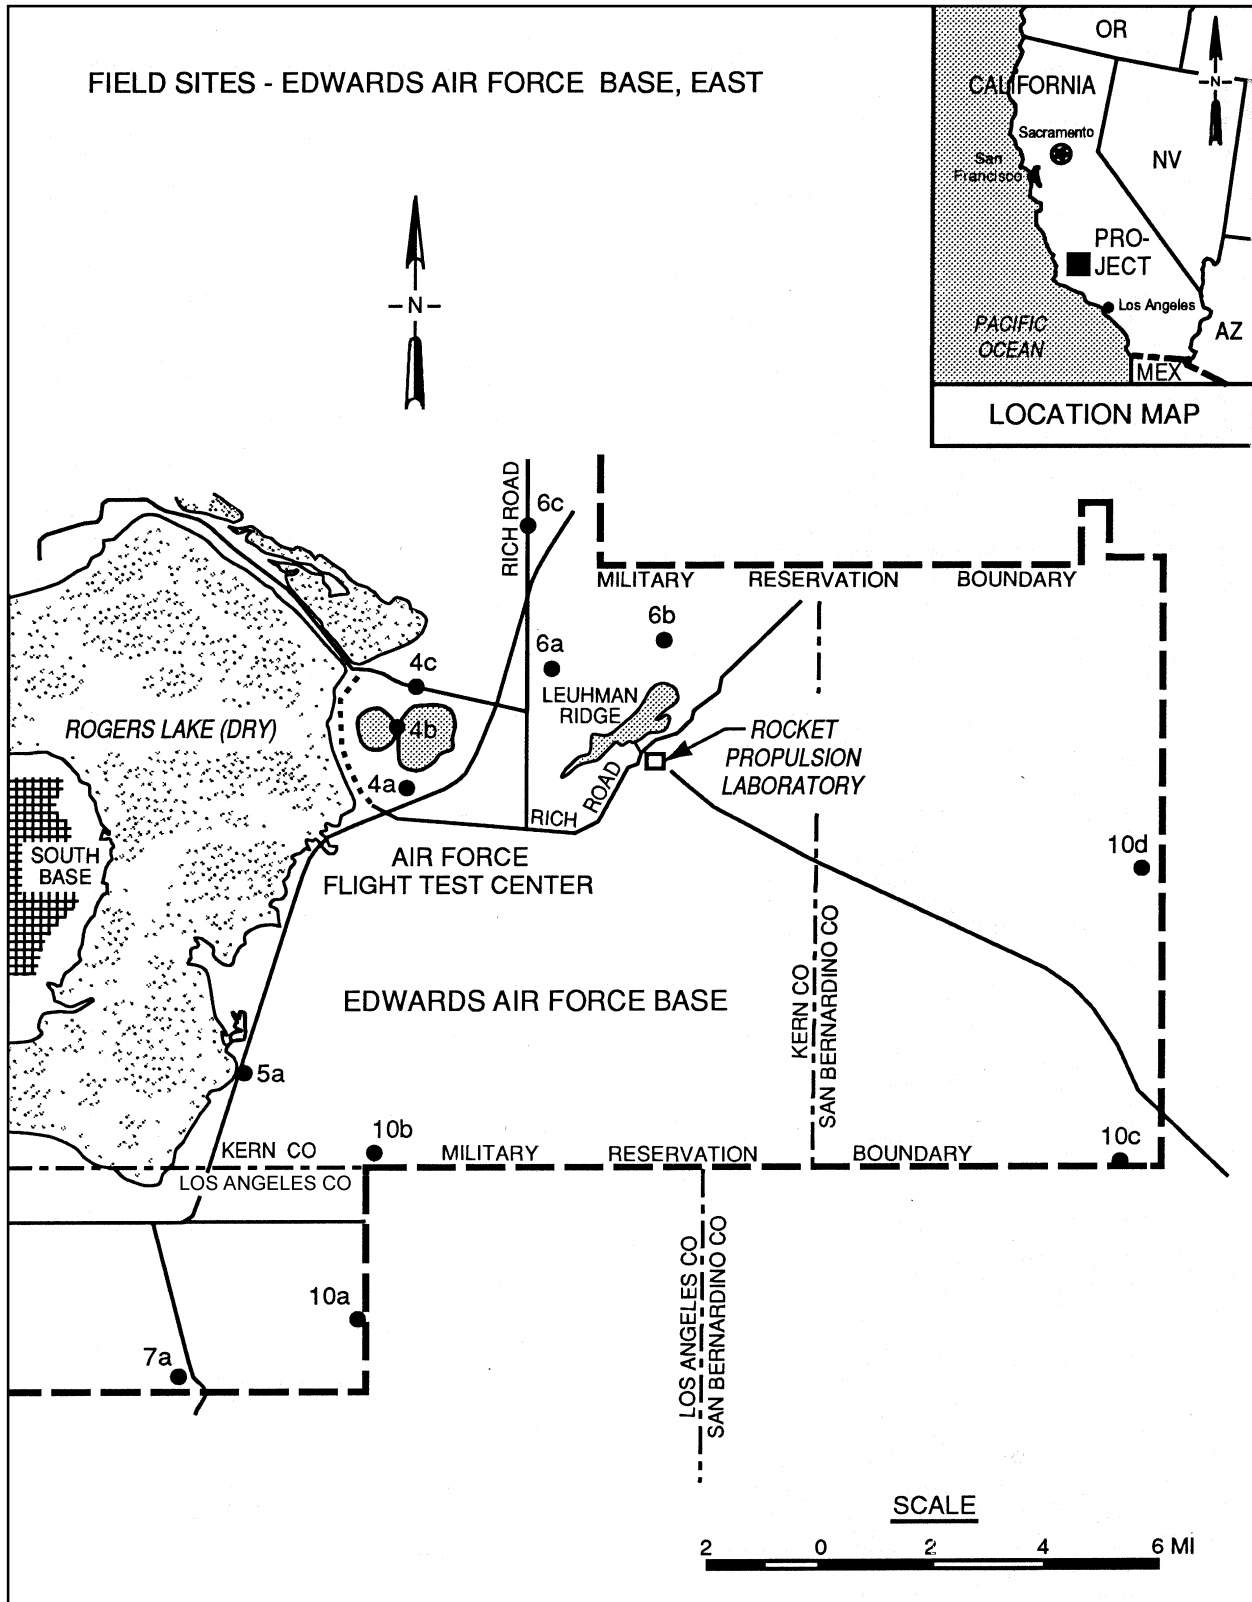 FIELD SITES - EDWARDS AIR FORCE BASE, EAST
OR
CALIFORNIA
N
Sacramento
San
Francisco
NV
PRO-
JECT
Los Angeles
PACIFIC
OCEAN
AZ
MEX
LOCATION MAP
N
RICH ROAD
6c
MILITARY RESERVATION BOUNDARY
6b
6a
4c
LEUHMAN
RIDGE
ROGERS LAKE (DRY)
4b
ROCKET
PROPULSION
LABORATORY
4a
RICH ROAD
SOUTH
BASE
AIR FORCE
FLIGHT TEST CENTER
10d
EDWARDS AIR FORCE BASE
KERN CO
SAN BERNARDINO CO
5a
10b
10c
KERN CO
MILITARY RESERVATION BOUNDARY
LOS ANGELES CO
10a
7a
LOS ANGELES CO
SAN BERNARDINO CO
SCALE
2 0 2 4 6 MI